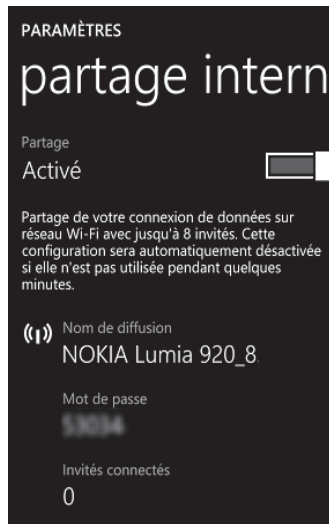 PARAMÈTRES
partage intern
Partage
Activé
Partage de votre connexion de données sur
réseau Wi-Fi avec jusqu'à 8 invités. Cette
configuration sera automatiquement désactivée
si elle n'est pas utilisée pendant quelques
minutes.
Nom de diffusion
NOKIA Lumia 920_8
Mot de passe
Invités connectés
0